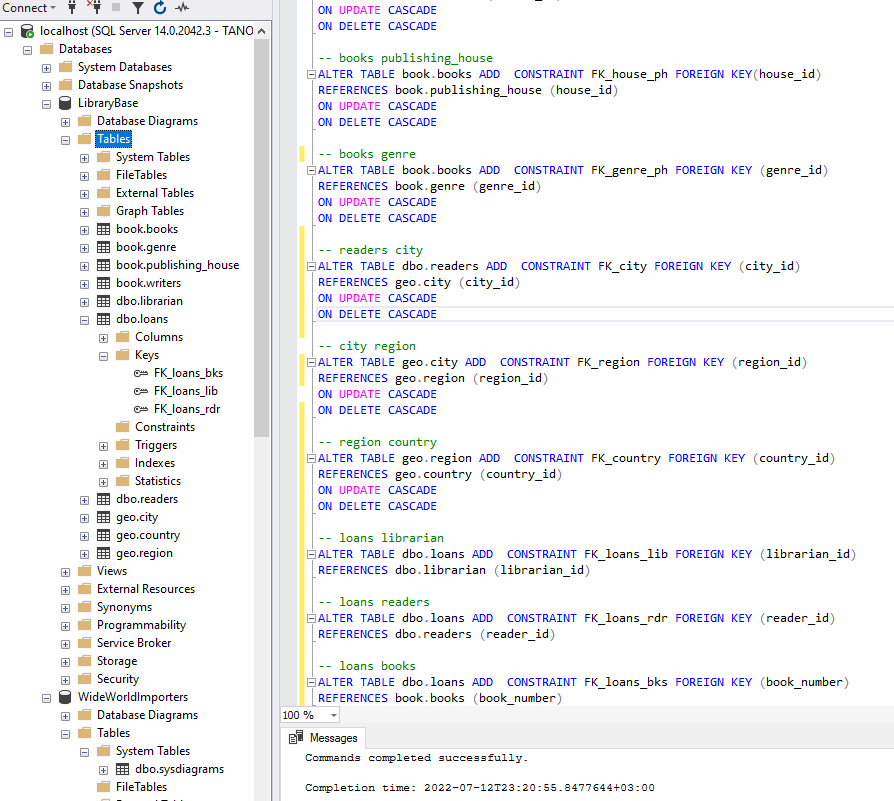 Connect
localhost (SQL Server 14.0.2042.3 - TANO
Databases
System Databases
Database Snapshots
LibraryBase
Database Diagrams
Tables
System Tables
FileTables
External Tables
Graph Tables
book.books
book.genre
book.publishing_house
book.writers
dbo.librarian
dbo.loans
Columns
Keys
FK_loans_bks
FK_loans_lib
FK_loans_rdr
Constraints
Triggers
Indexes
Statistics
dbo.readers
geo.city
geo.country
geo.region
Views
External Resources
Synonyms
Programmability
Service Broker
Storage
Security
WideWorldImporters
Database Diagrams
Tables
System Tables
dbo.sysdiagrams
FileTables
ON UPDATE CASCADE
ON DELETE CASCADE
-- books publishing_house
ALTER TABLE book.books ADD  CONSTRAINT FK_house_ph FOREIGN KEY(house_id)
REFERENCES book.publishing_house (house_id)
ON UPDATE CASCADE
ON DELETE CASCADE
-- books genre
ALTER TABLE book.books ADD  CONSTRAINT FK_genre_ph FOREIGN KEY (genre_id)
REFERENCES book.genre (genre_id)
ON UPDATE CASCADE
ON DELETE CASCADE
-- readers city
ALTER TABLE dbo.readers ADD  CONSTRAINT FK_city FOREIGN KEY (city_id)
REFERENCES geo.city (city_id)
ON UPDATE CASCADE
ON DELETE CASCADE
-- city region
ALTER TABLE geo.city ADD  CONSTRAINT FK_region FOREIGN KEY (region_id)
REFERENCES geo.region (region_id)
ON UPDATE CASCADE
ON DELETE CASCADE
-- region country
ALTER TABLE geo.region ADD  CONSTRAINT FK_country FOREIGN KEY (country_id)
REFERENCES geo.country (country_id)
ON UPDATE CASCADE
ON DELETE CASCADE
-- loans librarian
ALTER TABLE dbo.loans ADD  CONSTRAINT FK_loans_lib FOREIGN KEY (librarian_id)
REFERENCES dbo.librarian (librarian_id)
-- loans readers
ALTER TABLE dbo.loans ADD  CONSTRAINT FK_loans_rdr FOREIGN KEY (reader_id)
REFERENCES dbo.readers (reader_id)
-- loans books
ALTER TABLE dbo.loans ADD  CONSTRAINT FK_loans_bks FOREIGN KEY (book_number)
REFERENCES book.books (book_number)
100 %
Messages
Commands completed successfully.
Completion time: 2022-07-12T23:20:55.8477644+03:00